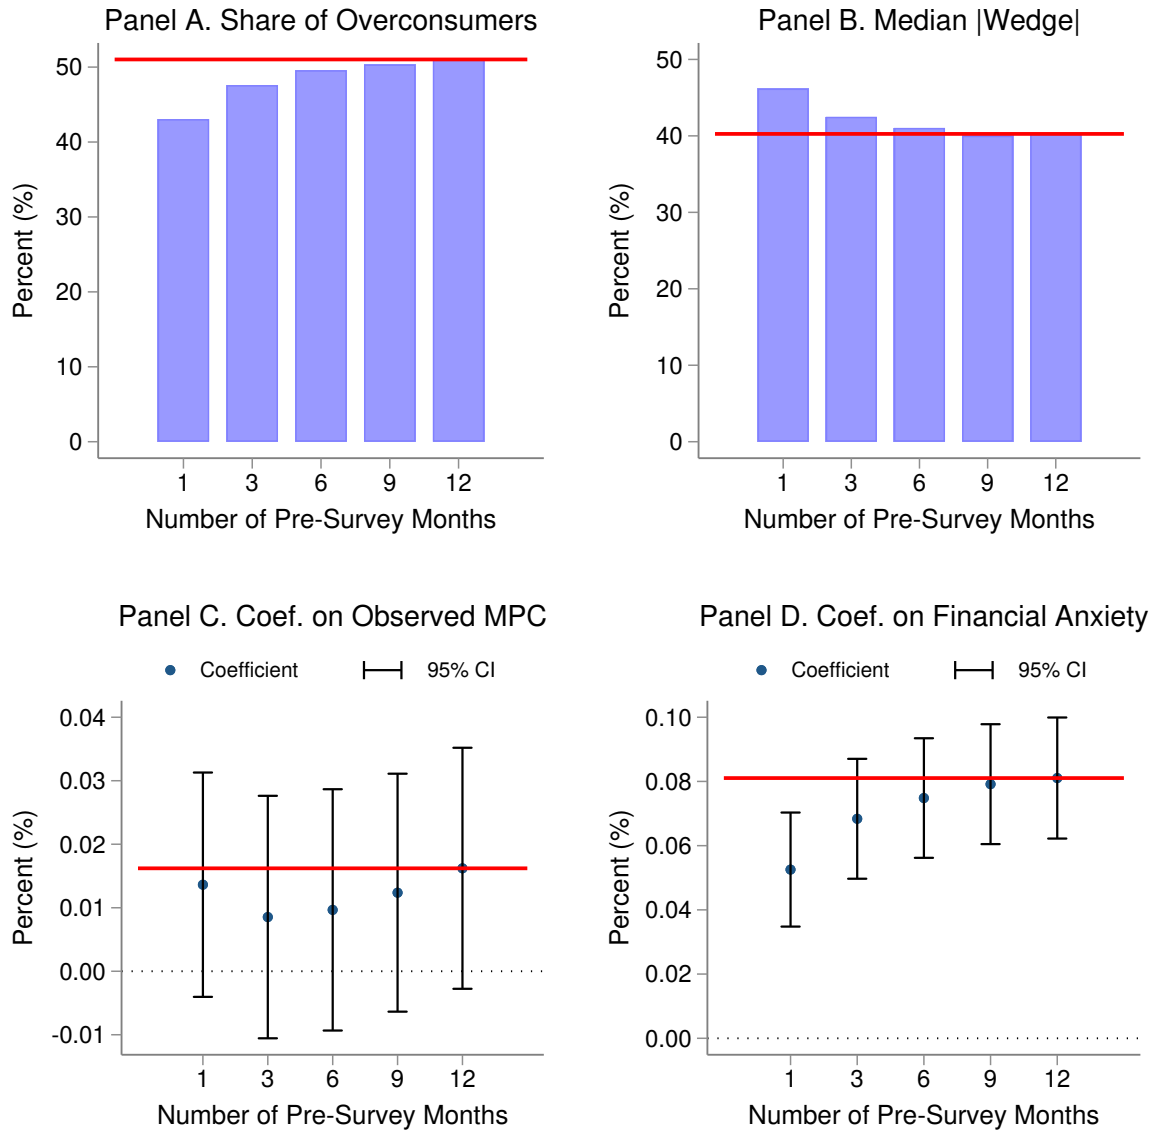 Panel A. Share of Overconsumers
Percent (%)
50
40
30
20
10
0
1 3 6 9 12
Number of Pre-Survey Months
Panel B. Median |Wedge|
Percent (%)
50
40
30
20
10
0
1 3 6 9 12
Number of Pre-Survey Months
Panel C. Coef. on Observed MPC
Coefficient 95% CI
Percent (%)
0.04
0.03
0.02
0.01
0.00
-0.01
1 3 6 9 12
Number of Pre-Survey Months
Panel D. Coef. on Financial Anxiety
Coefficient 95% CI
Percent (%)
0.10
0.08
0.06
0.04
0.02
0.00
1 3 6 9 12
Number of Pre-Survey Months